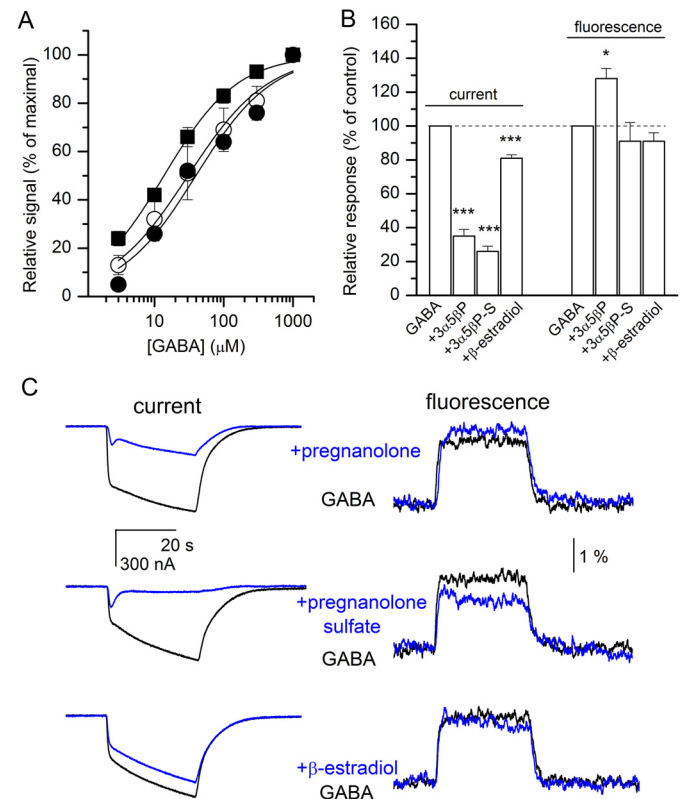 A
Relative signal (% of maximal)
100
80
60
40
20
0
10
100
1000
[GABA] (μM)
B
Relative response (% of control)
160
140
120
100
80
60
40
20
0
current
fluorescence
***
***
***
*
GABA
+3α5βP
+3α5βP-S
+β-estradiol
GABA
+3α5βP
+3α5βP-S
+β-estradiol
C
current
fluorescence
+pregnanolone
GABA
20 s
300 nA
1 %
+pregnanolone
sulfate
GABA
+β-estradiol
GABA